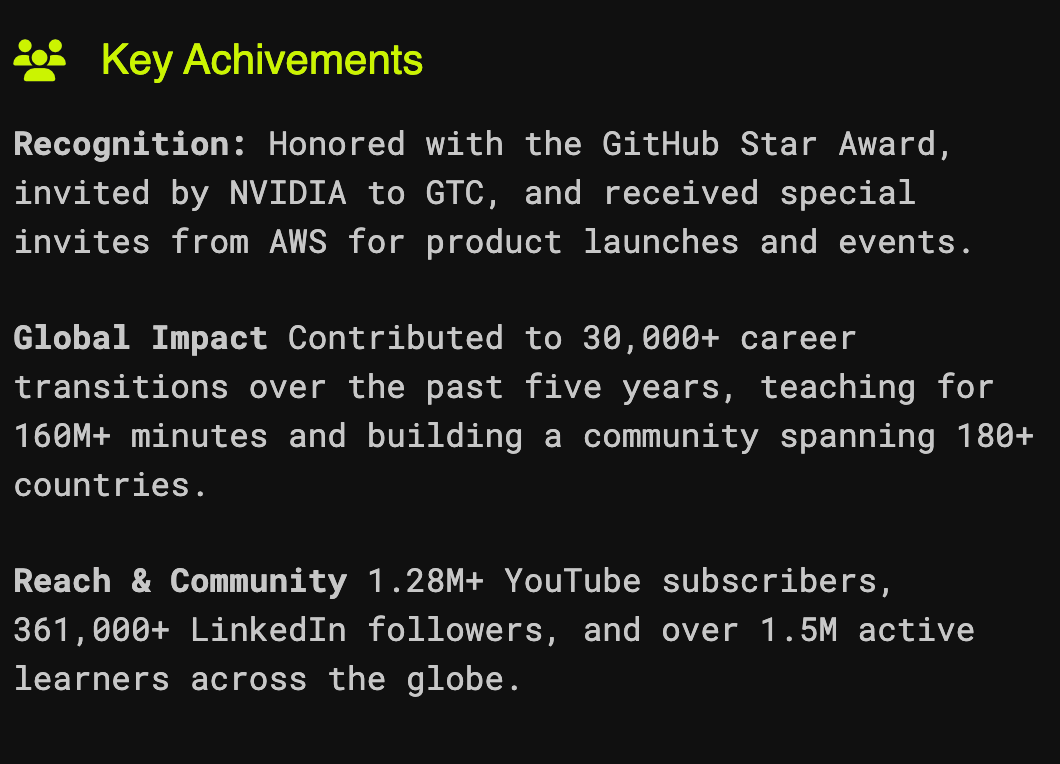 Key Achivements
Recognition: Honored with the GitHub Star Award,
invited by NVIDIA to GTC, and received special
invites from AWS for product launches and events.
Global Impact Contributed to 30,000+ career
transitions over the past five years, teaching for
160M+ minutes and building a community spanning 180+
countries.
Reach & Community 1.28M+ YouTube subscribers,
361,000+ LinkedIn followers, and over 1.5M active
learners across the globe.